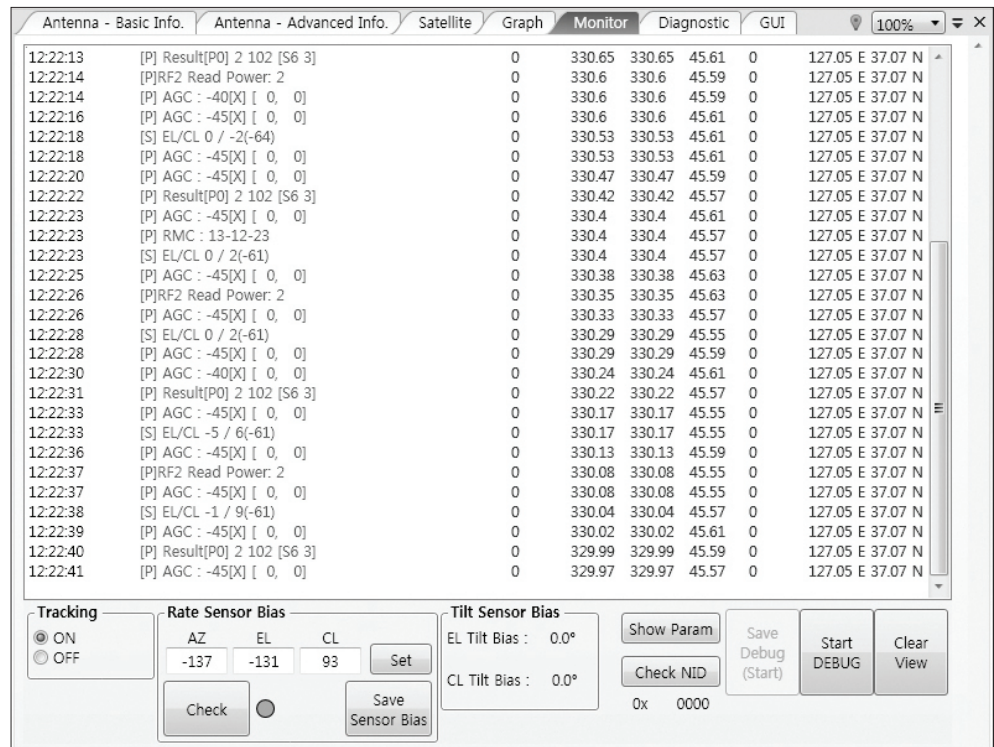 Antenna - Basic Info. Antenna - Advanced Info. Satellite Graph Monitor Diagnostic GUI 100%
12:22:13 [P] Result[P0] 2 102 [S6 3] 0 330.65 330.65 45.61 0 127.05 E 37.07 N
12:22:14 [P]RF2 Read Power: 2 0 330.6 330.6 45.59 0 127.05 E 37.07 N
12:22:14 [P] AGC : -40[X] [ 0, 0] 0 330.6 330.6 45.59 0 127.05 E 37.07 N
12:22:16 [P] AGC : -45[X] [ 0, 0] 0 330.6 330.6 45.61 0 127.05 E 37.07 N
12:22:18 [S] EL/CL 0 / -2(-64) 0 330.53 330.53 45.61 0 127.05 E 37.07 N
12:22:18 [P] AGC : -45[X] [ 0, 0] 0 330.53 330.53 45.61 0 127.05 E 37.07 N
12:22:20 [P] AGC : -45[X] [ 0, 0] 0 330.47 330.47 45.59 0 127.05 E 37.07 N
12:22:22 [P] Result[P0] 2 102 [S6 3] 0 330.42 330.42 45.57 0 127.05 E 37.07 N
12:22:23 [P] AGC : -45[X] [ 0, 0] 0 330.4 330.4 45.61 0 127.05 E 37.07 N
12:22:23 [P] RMC : 13-12-23 0 330.4 330.4 45.57 0 127.05 E 37.07 N
12:22:23 [S] EL/CL 0 / 2(-61) 0 330.4 330.4 45.57 0 127.05 E 37.07 N
12:22:25 [P] AGC : -45[X] [ 0, 0] 0 330.38 330.38 45.63 0 127.05 E 37.07 N
12:22:26 [P]RF2 Read Power: 2 0 330.35 330.35 45.63 0 127.05 E 37.07 N
12:22:26 [P] AGC : -45[X] [ 0, 0] 0 330.33 330.33 45.57 0 127.05 E 37.07 N
12:22:28 [S] EL/CL 0 / 2(-61) 0 330.29 330.29 45.55 0 127.05 E 37.07 N
12:22:28 [P] AGC : -45[X] [ 0, 0] 0 330.29 330.29 45.59 0 127.05 E 37.07 N
12:22:30 [P] AGC : -40[X] [ 0, 0] 0 330.24 330.24 45.61 0 127.05 E 37.07 N
12:22:31 [P] Result[P0] 2 102 [S6 3] 0 330.22 330.22 45.57 0 127.05 E 37.07 N
12:22:33 [P] AGC : -45[X] [ 0, 0] 0 330.17 330.17 45.55 0 127.05 E 37.07 N
12:22:33 [S] EL/CL -5 / 6(-61) 0 330.17 330.17 45.55 0 127.05 E 37.07 N
12:22:36 [P] AGC : -45[X] [ 0, 0] 0 330.13 330.13 45.59 0 127.05 E 37.07 N
12:22:37 [P]RF2 Read Power: 2 0 330.08 330.08 45.55 0 127.05 E 37.07 N
12:22:37 [P] AGC : -45[X] [ 0, 0] 0 330.08 330.08 45.55 0 127.05 E 37.07 N
12:22:38 [S] EL/CL -1 / 9(-61) 0 330.04 330.04 45.57 0 127.05 E 37.07 N
12:22:39 [P] AGC : -45[X] [ 0, 0] 0 330.02 330.02 45.61 0 127.05 E 37.07 N
12:22:40 [P] Result[P0] 2 102 [S6 3] 0 329.99 329.99 45.59 0 127.05 E 37.07 N
12:22:41 [P] AGC : -45[X] [ 0, 0] 0 329.97 329.97 45.57 0 127.05 E 37.07 N
Tracking
ON
OFF
Rate Sensor Bias
AZ EL CL
-137 -131 93 Set
Check
Save
Sensor Bias
Tilt Sensor Bias
EL Tilt Bias : 0.0°
CL Tilt Bias : 0.0°
Show Param
Check NID
0x 0000
Save
Debug
(Start)
Start
DEBUG
Clear
View